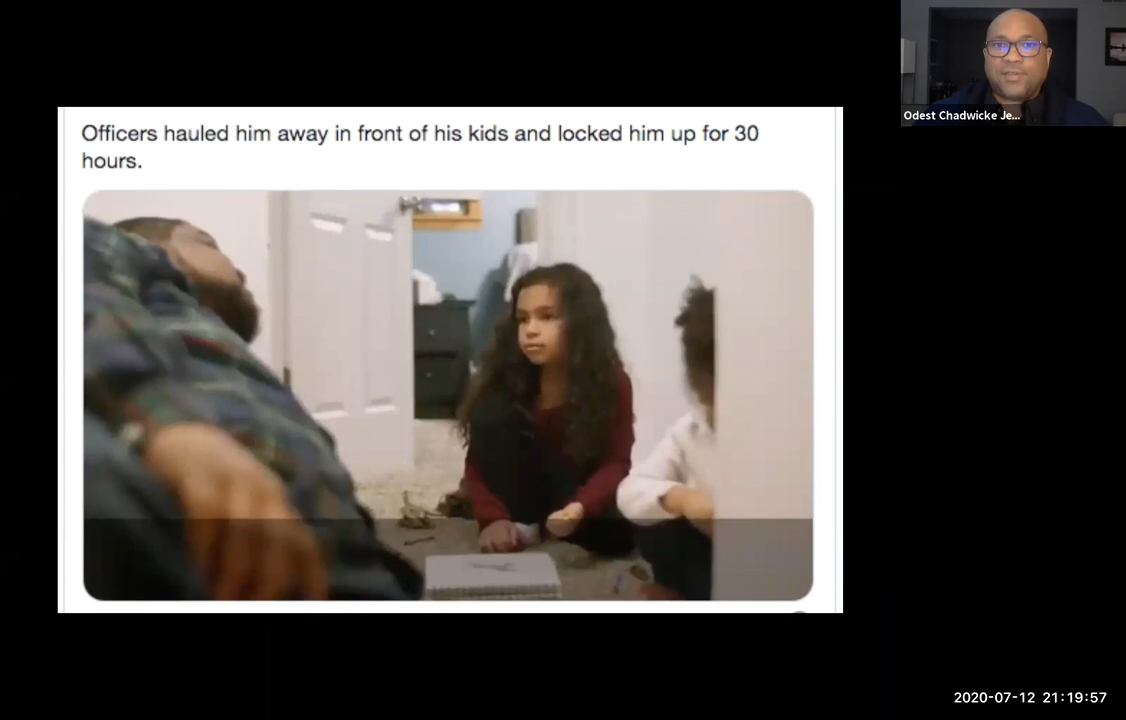 Officers hauled him away in front of his kids and locked him up for 30
hours.
Odest Chadwicke Je...
2020-07-12 21:19:57